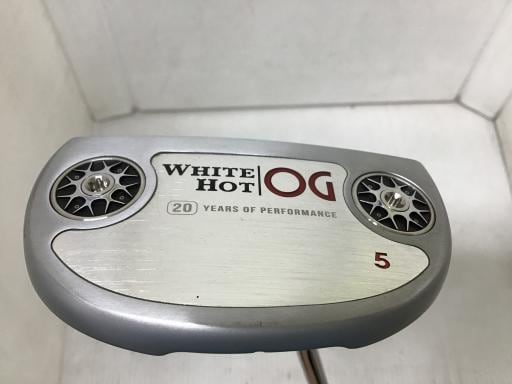 WHITE HOT OG
20 YEARS OF PERFORMANCE
5